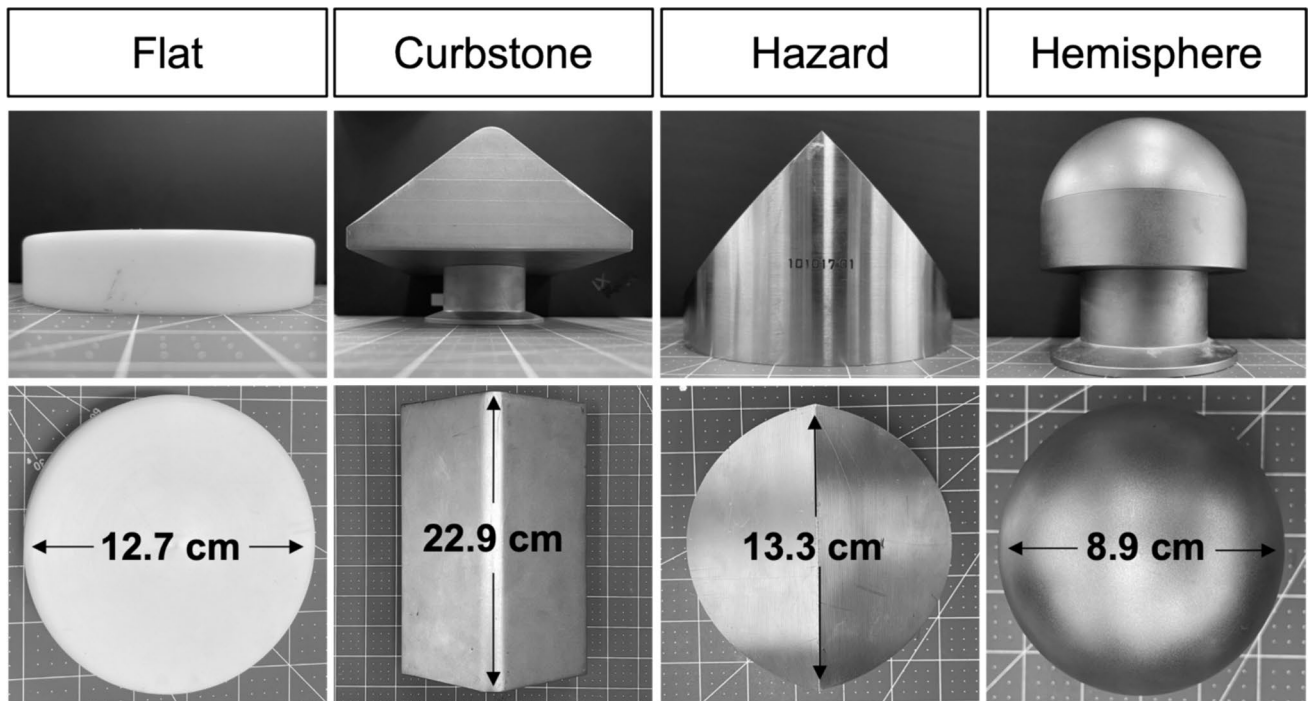 Flat
Curbstone
Hazard
Hemisphere
12.7 cm
22.9 cm
13.3 cm
8.9 cm